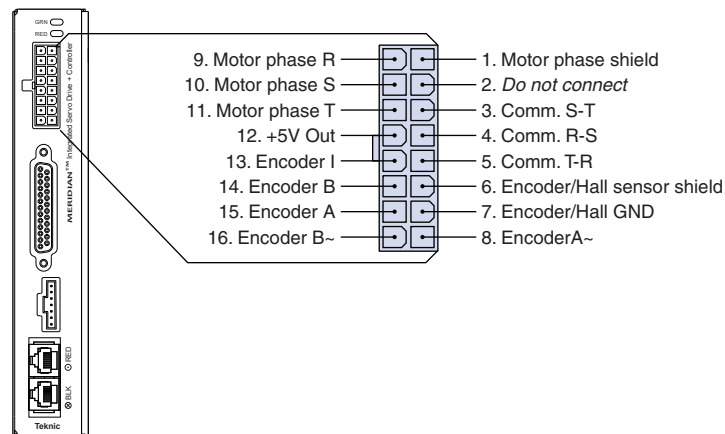 GRN
RED
MERIDIAN™ Integrated Servo Drive + Controller
RED
BLK
Teknic
9. Motor phase R
10. Motor phase S
11. Motor phase T
12. +5V Out
13. Encoder I
14. Encoder B
15. Encoder A
16. Encoder B~
1. Motor phase shield
2. Do not connect
3. Comm. S-T
4. Comm. R-S
5. Comm. T-R
6. Encoder/Hall sensor shield
7. Encoder/Hall GND
8. EncoderA~